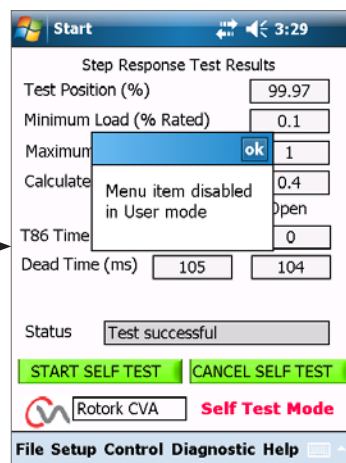 Start 3:29
Step Response Test Results
Test Position (%) 99.97
Minimum Load (% Rated) 0.1
Maximum 1
ok
Calculate 0.4
Menu item disabled
in User mode
Open
T86 Time 0
Dead Time (ms) 105 104
Status Test successful
START SELF TEST CANCEL SELF TEST
Rotork CVA Self Test Mode
File Setup Control Diagnostic Help